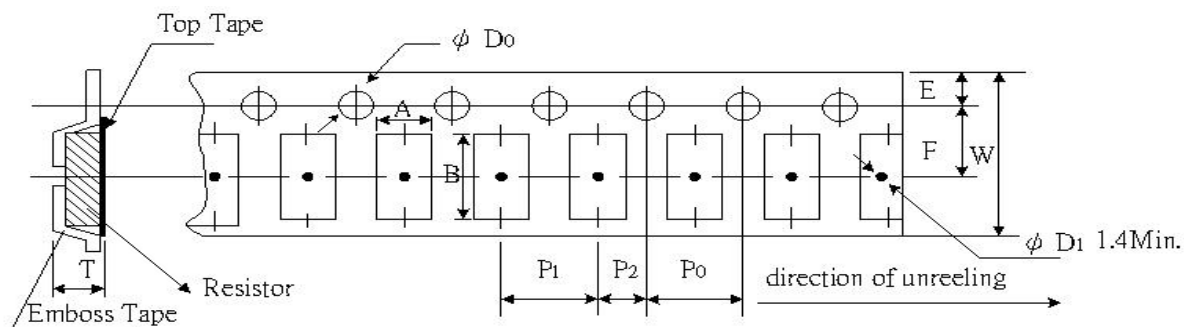 Top Tape
ϕ D0
E
A
F
W
B
ϕ D1 1.4Min.
T
P1
P2
P0
direction of unreeling
Resistor
Emboss Tape